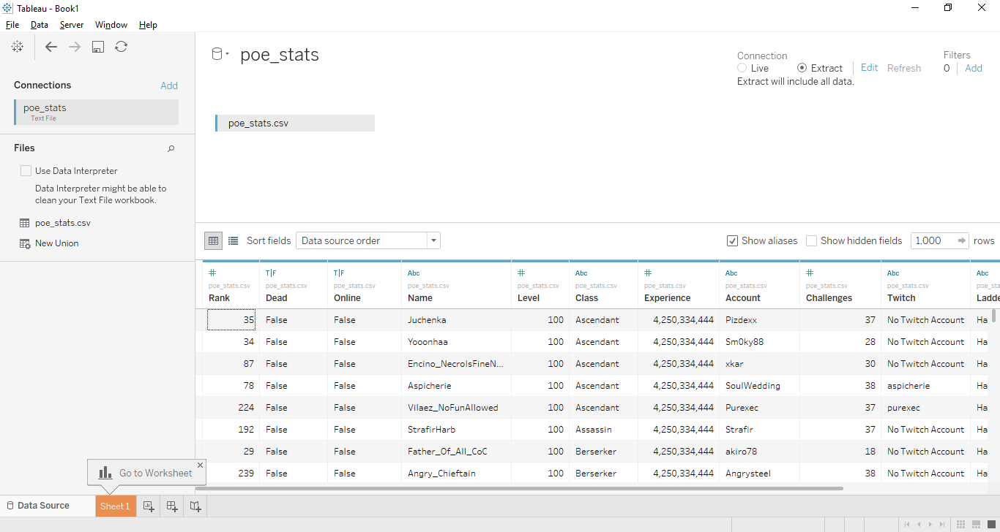 Tableau - Book1
File Data Server Window Help
Connections Add
poe_stats
Text File
Files
Use Data Interpreter
Data Interpreter might be able to
clean your Text File workbook.
poe_stats.csv
New Union
poe_stats
Connection
Live Extract Edit Refresh
Extract will include all data.
Filters
0 Add
poe_stats.csv
Sort fields Data source order Show aliases Show hidden fields 1,000 rows
# T|F T|F Abc # Abc # Abc # Abc Abc
poe_stats.csv poe_stats.csv poe_stats.csv poe_stats.csv poe_stats.csv poe_stats.csv poe_stats.csv poe_stats.csv poe_stats.csv poe_stats.csv poe_sta
Rank Dead Online Name Level Class Experience Account Challenges Twitch Ladde
35 False False Juchenka 100 Ascendant 4,250,334,444 Pizdexx 37 No Twitch Account Ha
34 False False Yooonhaa 100 Ascendant 4,250,334,444 Sm0ky88 28 No Twitch Account Ha
87 False False Encino_NecroIsFineN... 100 Ascendant 4,250,334,444 xkar 30 No Twitch Account Ha
78 False False Aspicherie 100 Ascendant 4,250,334,444 SoulWedding 38 aspicherie Ha
224 False False Vilaez_NoFunAllowed 100 Ascendant 4,250,334,444 Purexec 37 purexec Ha
192 False False StrafirHarb 100 Assassin 4,250,334,444 Strafir 37 No Twitch Account Ha
29 False False Father_Of_All_CoC 100 Berserker 4,250,334,444 akiro78 18 No Twitch Account Ha
239 False False Angry_Chieftain 100 Berserker 4,250,334,444 Angrysteel 38 No Twitch Account Ha
Go to Worksheet
Data Source Sheet 1